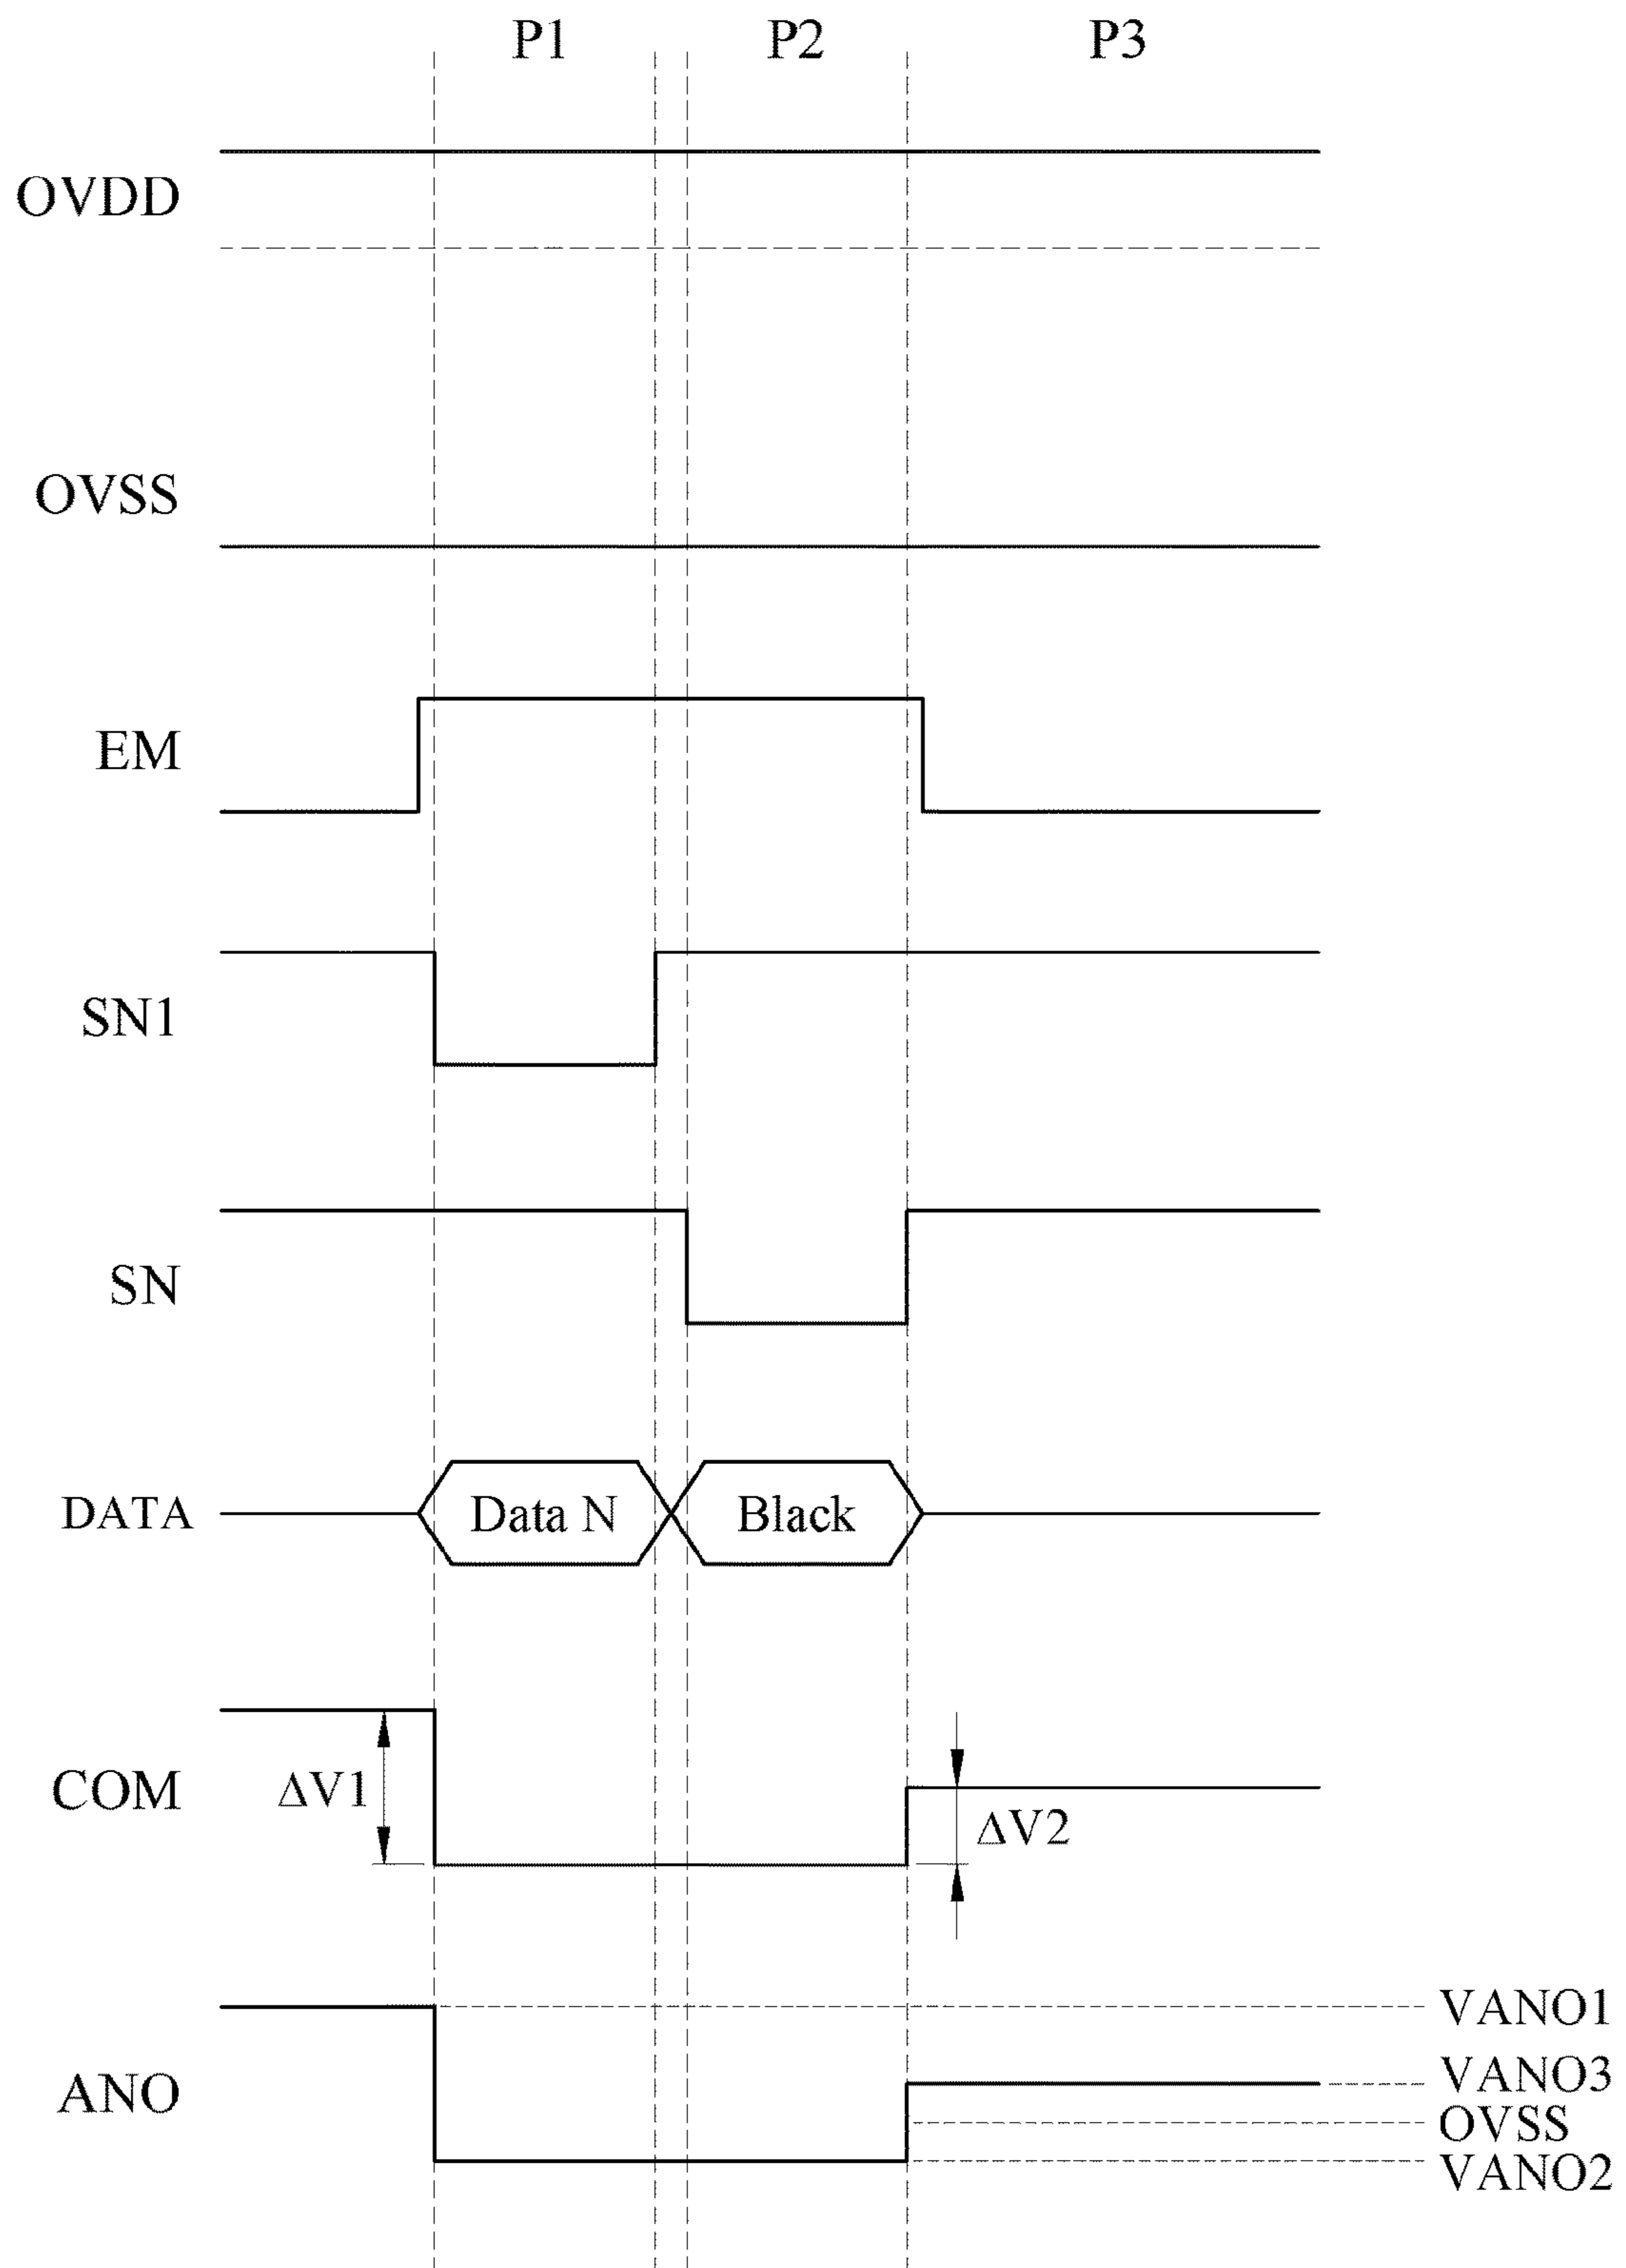 P1 P2 P3
OVDD
OVSS
EM
SN1
SN
DATA Data N Black
COM ΔV1 ΔV2
VANO1
ANO VANO3
OVSS
VANO2